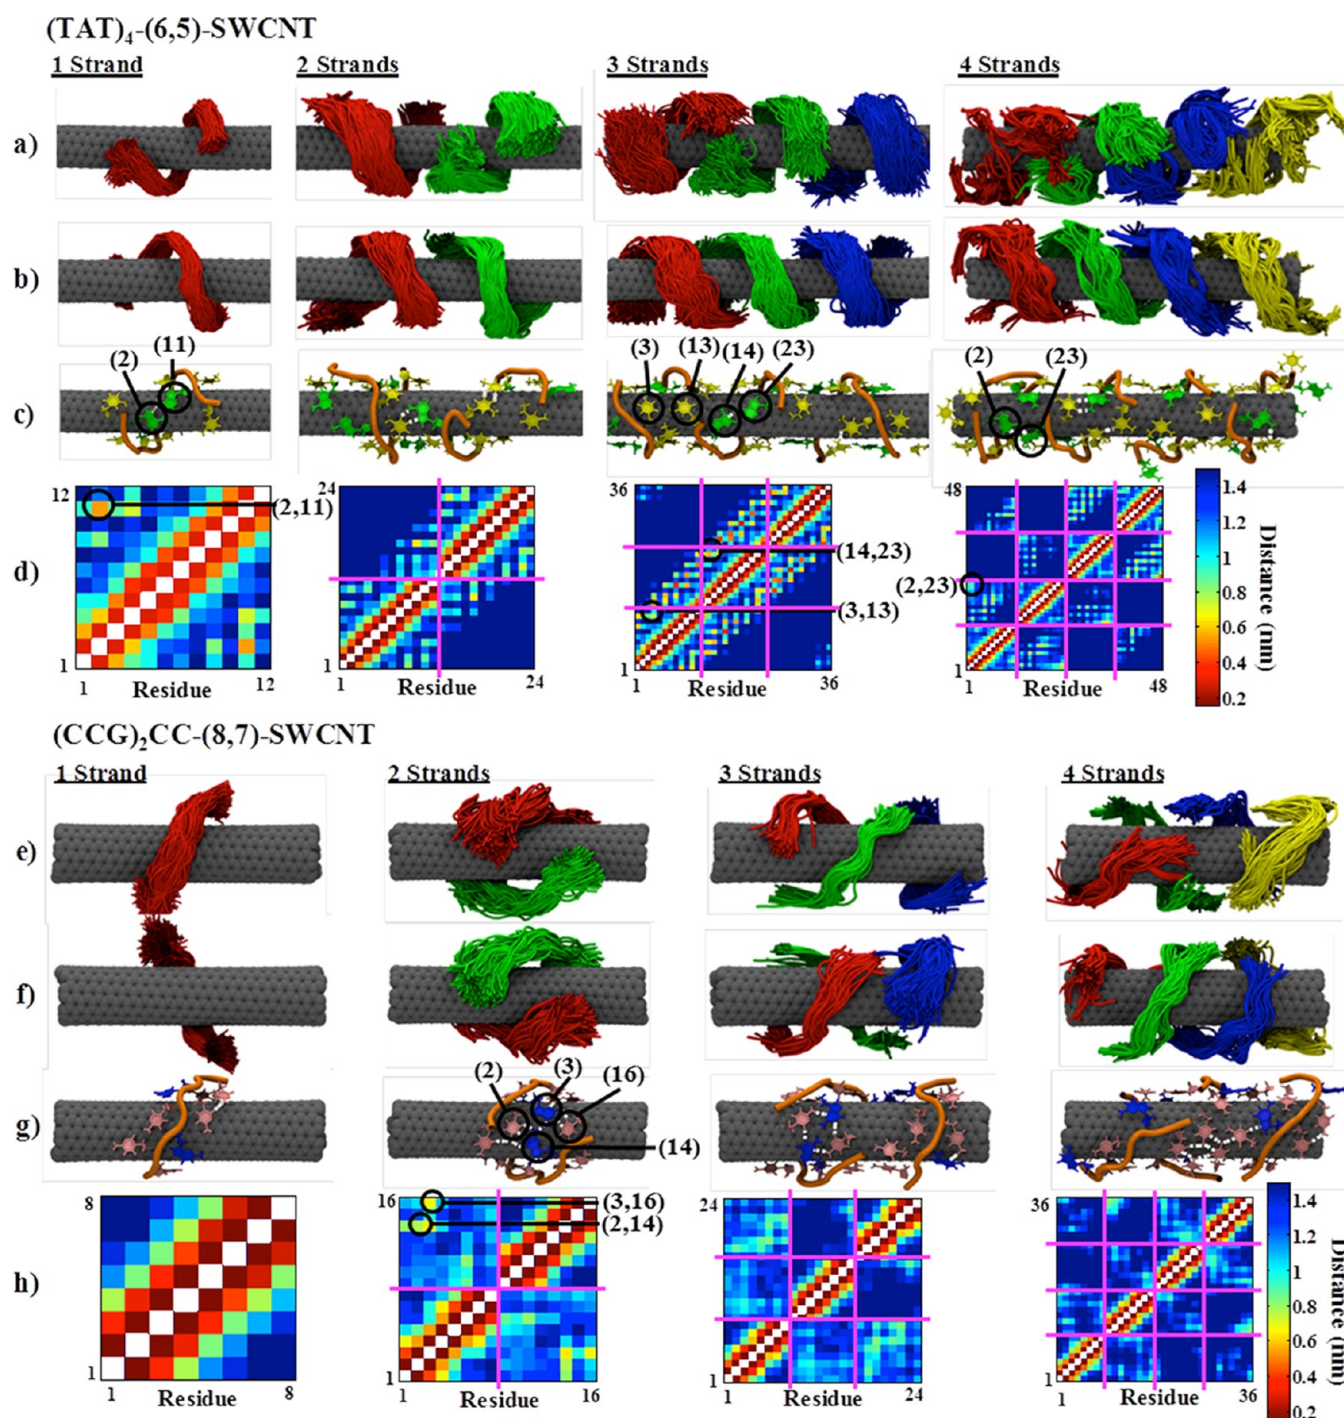 (TAT)4-(6,5)-SWCNT
1 Strand 2 Strands 3 Strands 4 Strands
a)
b)
(2) (11) (3) (13) (14) (23) (2) (23)
c)
12 24 36 48 1.4
(2,11) 1.2
(14,23) 1
d) (2,23) 0.8
(3,13) 0.6
0.4
1 1 1 1 0.2
1 Residue 12 1 Residue 24 1 Residue 36 1 Residue 48
Distance (nm)
(CCG)2CC-(8,7)-SWCNT
1 Strand 2 Strands 3 Strands 4 Strands
e)
f)
(2) (3) (16)
g)
(14)
8 16 (3,16) 24 36 1.4
(2,14) 1.2
1
h) 0.8
0.6
0.4
1 1 1 1 0.2
1 Residue 8 1 Residue 16 1 Residue 24 1 Residue 36
Distance (nm)